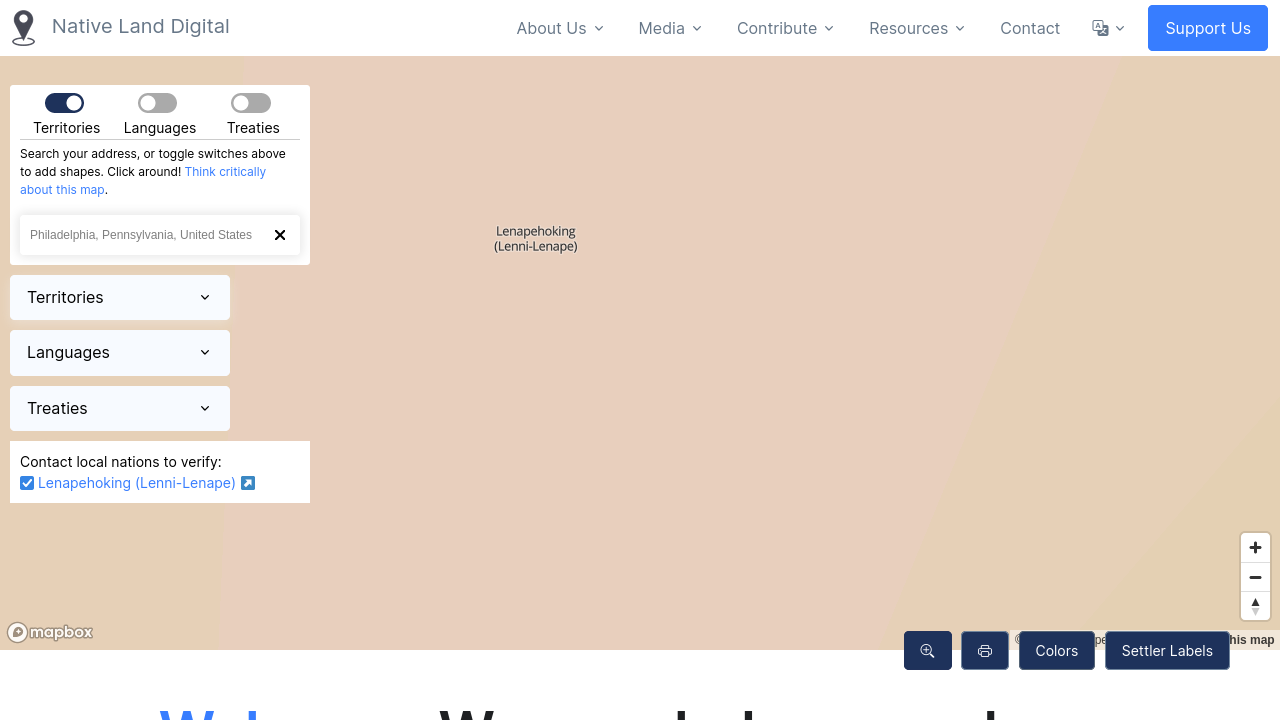 Native Land Digital
About Us
Media
Contribute
Resources
Contact
Support Us
Territories
Languages
Treaties
Search your address, or toggle switches above
to add shapes. Click around! Think critically
about this map.
Philadelphia, Pennsylvania, United States
Territories
Languages
Treaties
Contact local nations to verify:
Lenapehoking (Lenni-Lenape)
Lenapehoking
(Lenni-Lenape)
mapbox
his map
Colors
Settler Labels